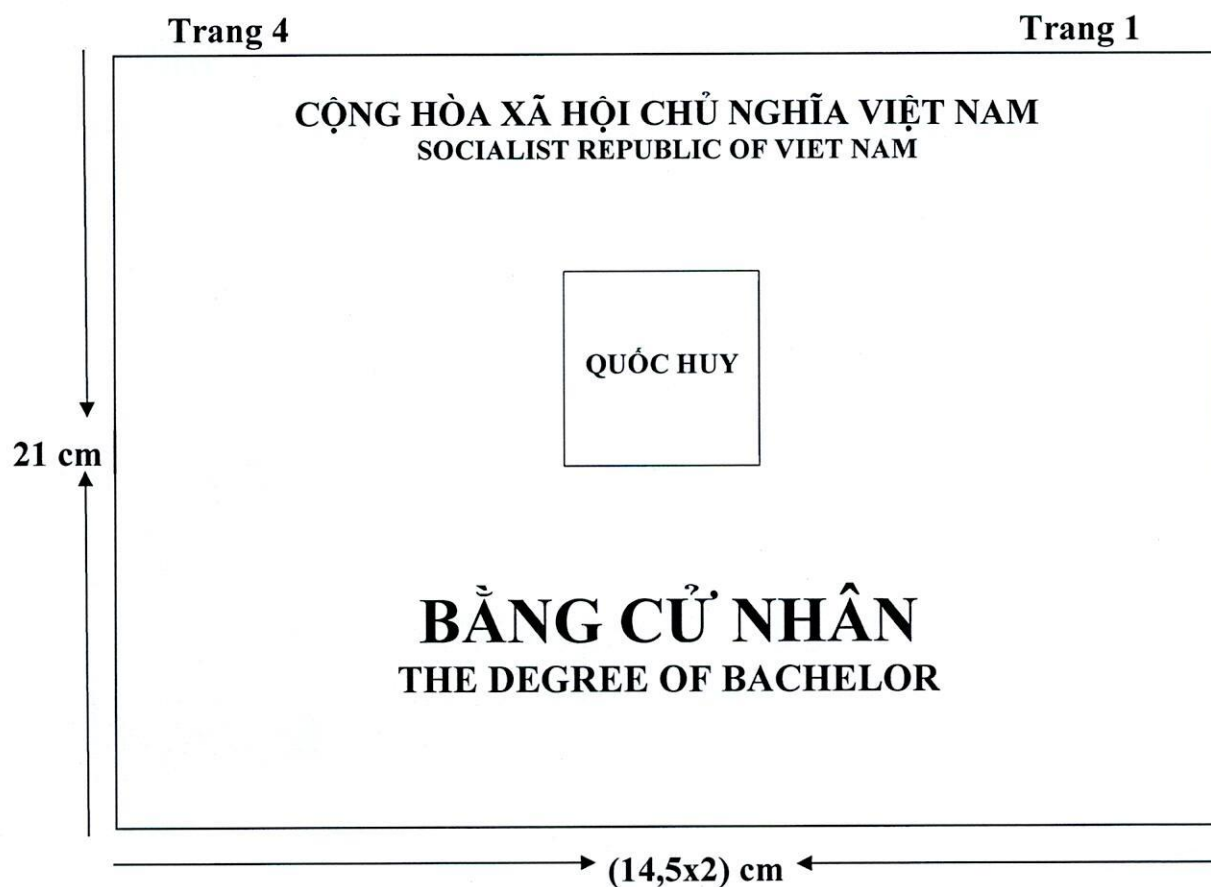 Trang 4 Trang 1
CỘNG HÒA XÃ HỘI CHỦ NGHĨA VIỆT NAM
SOCIALIST REPUBLIC OF VIET NAM
QUỐC HUY
21 cm
BẰNG CỬ NHÂN
THE DEGREE OF BACHELOR
(14,5x2) cm